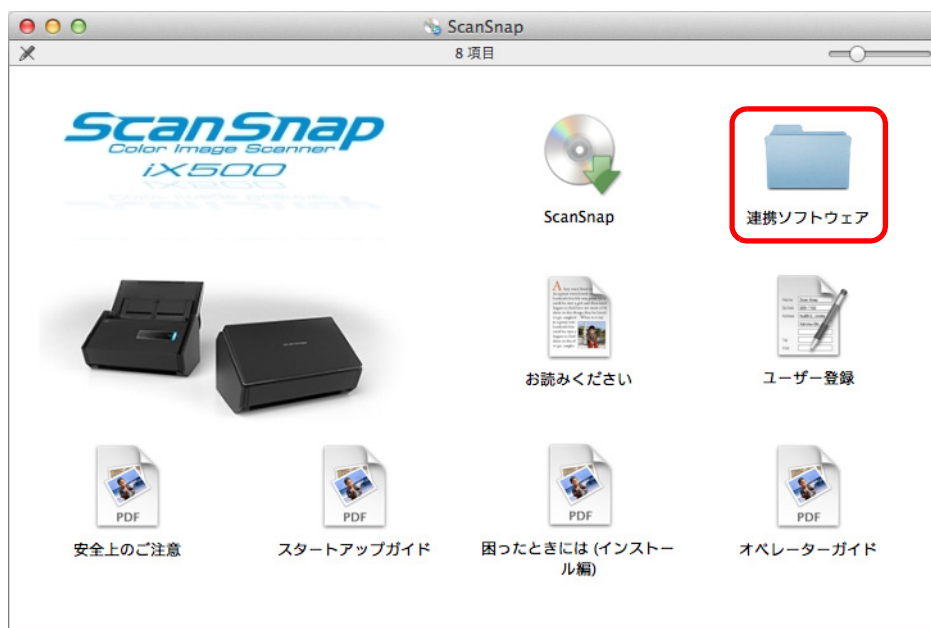 ScanSnap
8 項目
ScanSnap
Color Image Scanner
iX500
ScanSnap
連携ソフトウェア
お読みください
ユーザー登録
PDF
PDF
PDF
PDF
安全上のご注意
スタートアップガイド
困ったときには (インストー
ル編)
オペレーターガイド